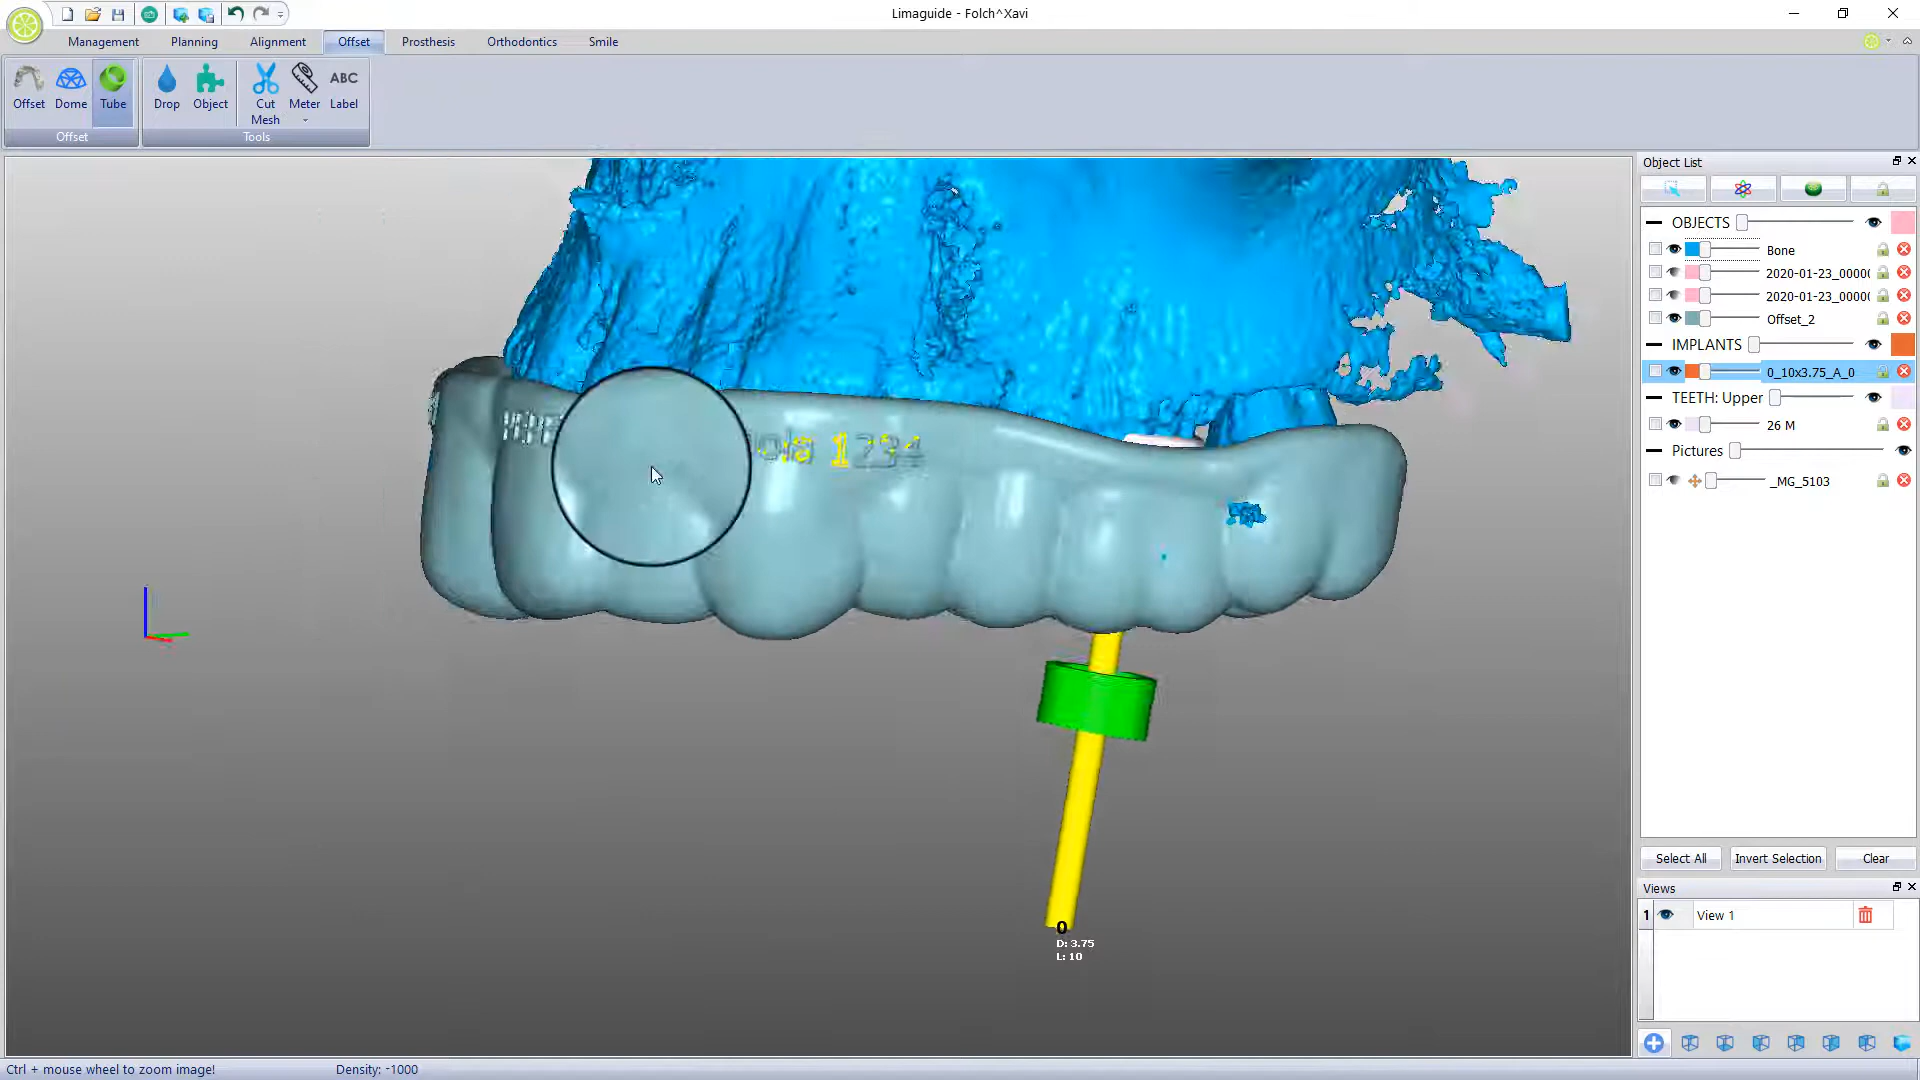 Limaguide - Folch^Xavi
Management Planning Alignment Offset Prosthesis Orthodontics Smile
Offset Dome Tube Drop Object Cut Mesh Meter ABC Label
Offset Tools
Object List
OBJECTS
Bone
2020-01-23_0000(
2020-01-23_0000(
Offset_2
IMPLANTS
0_10x3.75_A_0
TEETH: Upper
26 M
Pictures
_MG_5103
1234
0
D: 3.75
L: 10
Select All Invert Selection Clear
Views
1 View 1
Ctrl + mouse wheel to zoom image! Density: -1000